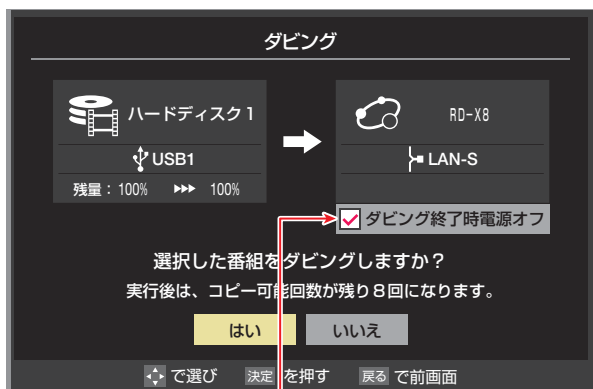 ダビング
ハードディスク1
RD-X8
USB1
LAN-S
残量:100% ▸▸▸ 100%
ダビング終了時電源オフ
選択した番組をダビングしますか?
実行後は、コピー可能回数が残り8回になります。
はい いいえ
で選び 決定 を押す 戻る で前画面